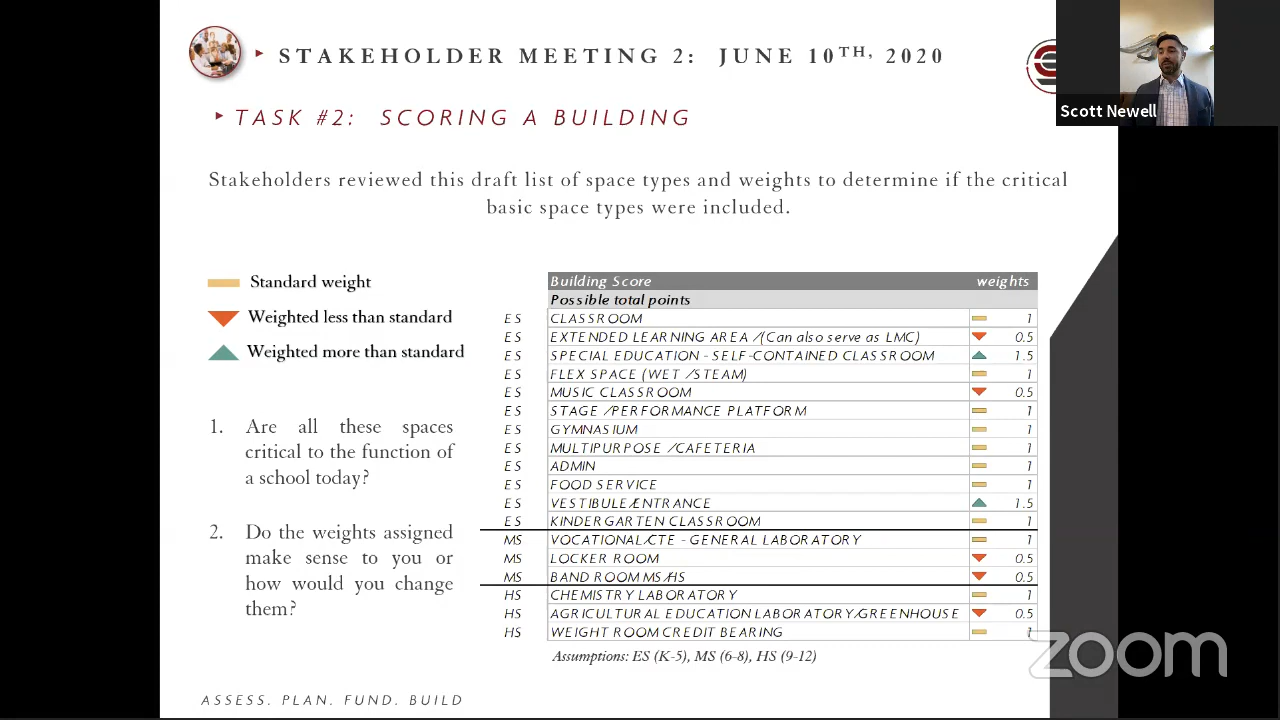 STAKEHOLDER MEETING 2: JUNE 10TH, 2020
Scott Newell
TASK #2: SCORING A BUILDING
Stakeholders reviewed this draft list of space types and weights to determine if the critical
basic space types were included.
Standard weight
Weighted less than standard
Weighted more than standard
1. Are all these spaces
critical to the function of
a school today?
2. Do the weights assigned
make sense to you or
how would you change
them?
Building Score weights
Possible total points
ES CLASSROOM 1
ES EXTENDED LEARNING AREA /(Can also serve as LMC) 0.5
ES SPECIAL EDUCATION - SELF-CONTAINED CLASSROOM 1.5
ES FLEX SPACE (WET /STEAM) 1
ES MUSIC CLASSROOM 0.5
ES STAGE /PERFORMANCE PLATFORM 1
ES GYMNASIUM 1
ES MULTIPURPOSE /CAFETERIA 1
ES ADMIN 1
ES FOOD SERVICE 1
ES VESTIBULE/ENTRANCE 1.5
ES KINDERGARTEN CLASSROOM 1
MS VOCATIONAL/CTE - GENERAL LABORATORY 1
MS LOCKER ROOM 0.5
MS BAND ROOM MS/HS 0.5
HS CHEMISTRY LABORATORY 1
HS AGRICULTURAL EDUCATION LABORATORY/GREENHOUSE 0.5
HS WEIGHT ROOM CREDIT BEARING 1
Assumptions: ES (K-5), MS (6-8), HS (9-12)
zoom
ASSESS. PLAN. FUND. BUILD